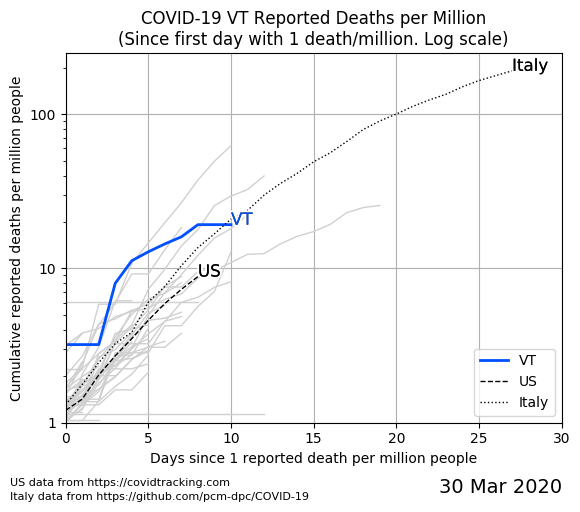 COVID-19 VT Reported Deaths per Million
(Since first day with 1 death/million. Log scale)
Cumulative reported deaths per million people
100
10
1
Italy
VT
US
VT
US
Italy
0 5 10 15 20 25 30
Days since 1 reported death per million people
US data from https://covidtracking.com
Italy data from https://github.com/pcm-dpc/COVID-19
30 Mar 2020